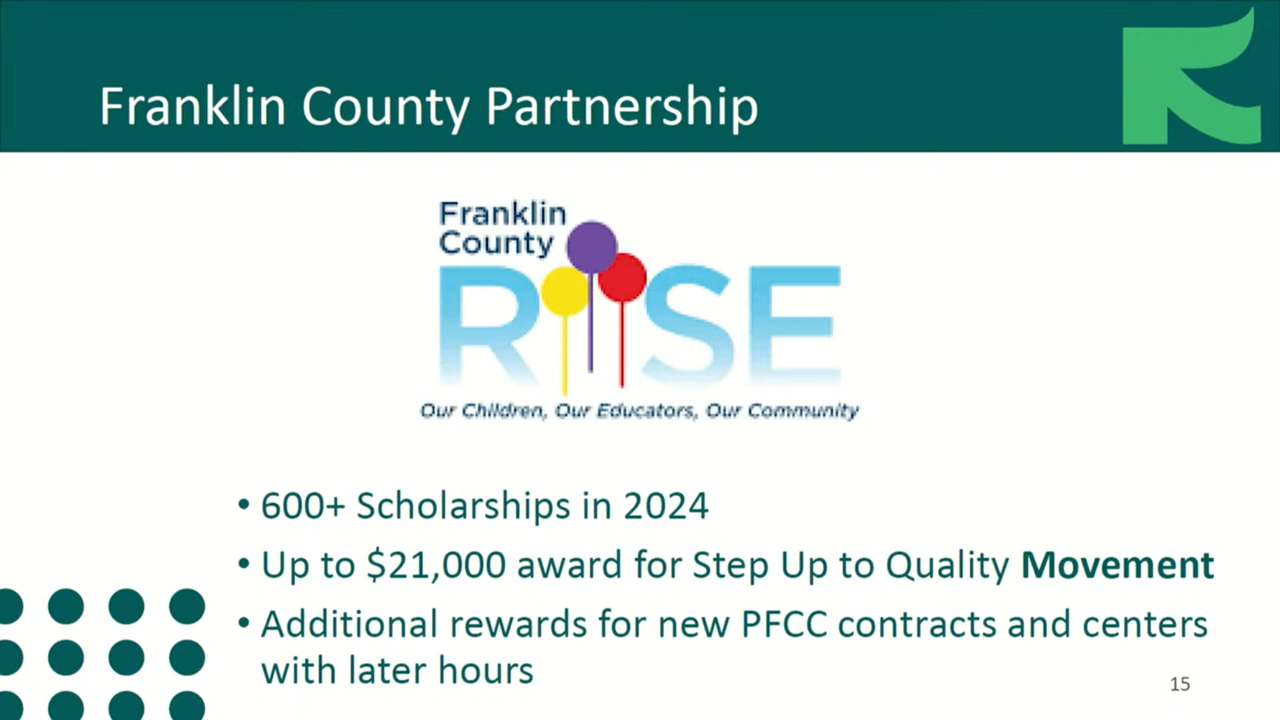 Franklin County Partnership
Franklin
County
RISE
Our Children, Our Educators, Our Community
• 600+ Scholarships in 2024
• Up to $21,000 award for Step Up to Quality Movement
• Additional rewards for new PFCC contracts and centers
with later hours
15